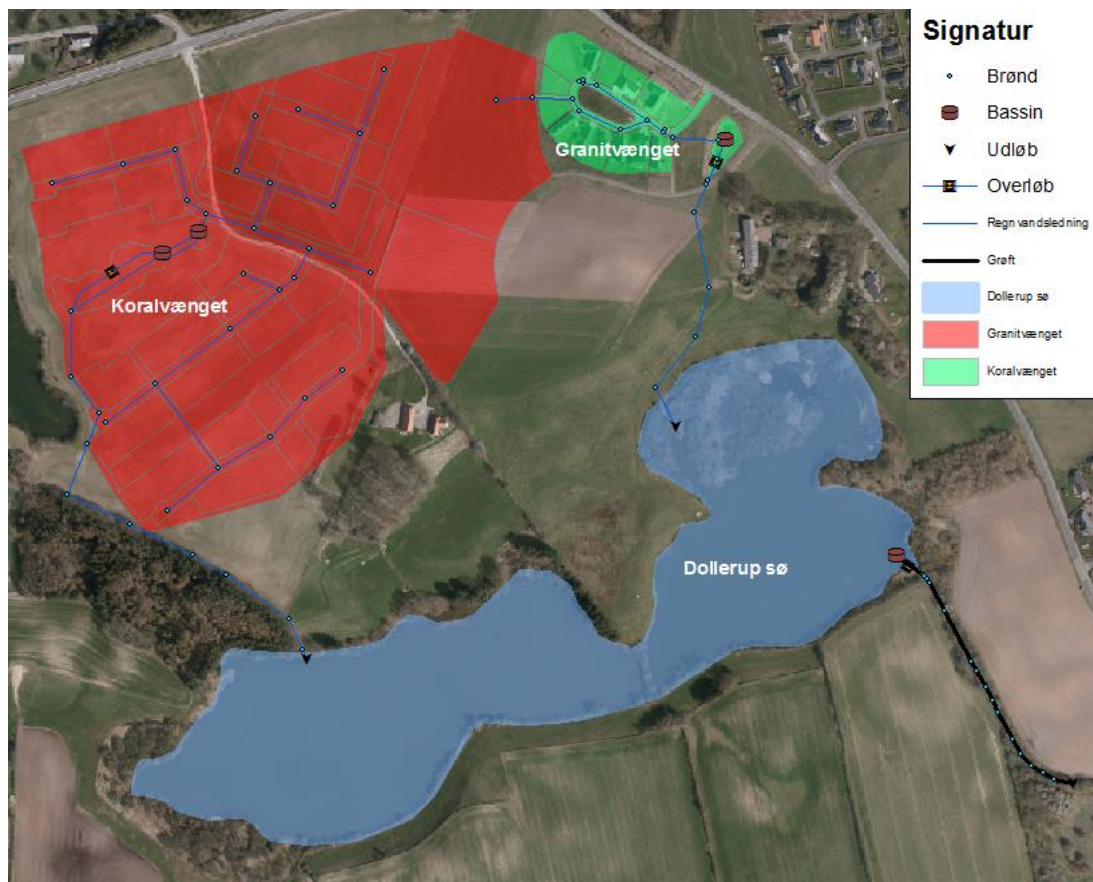 Signatur
Brønd
Bassin
Udløb
Overløb
Regnvandsledning
Grøft
Dollerup sø
Granitvænget
Koralvænget
Granitvænget
Koralvænget
Dollerup sø